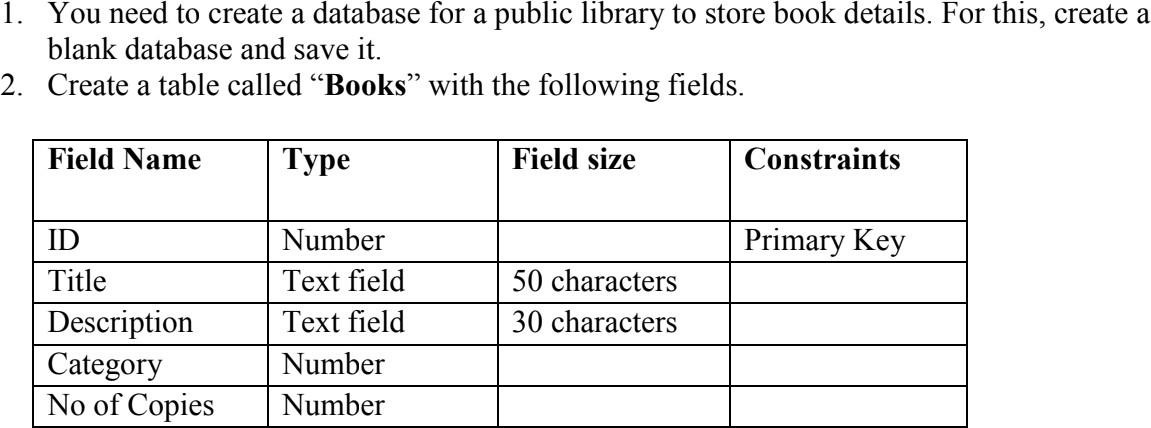 1. You need to create a database for a public library to store book details. For this, create a
blank database and save it.
2. Create a table called “Books” with the following fields.
Field Name Type Field size Constraints
ID Number Primary Key
Title Text field 50 characters
Description Text field 30 characters
Category Number
No of Copies Number